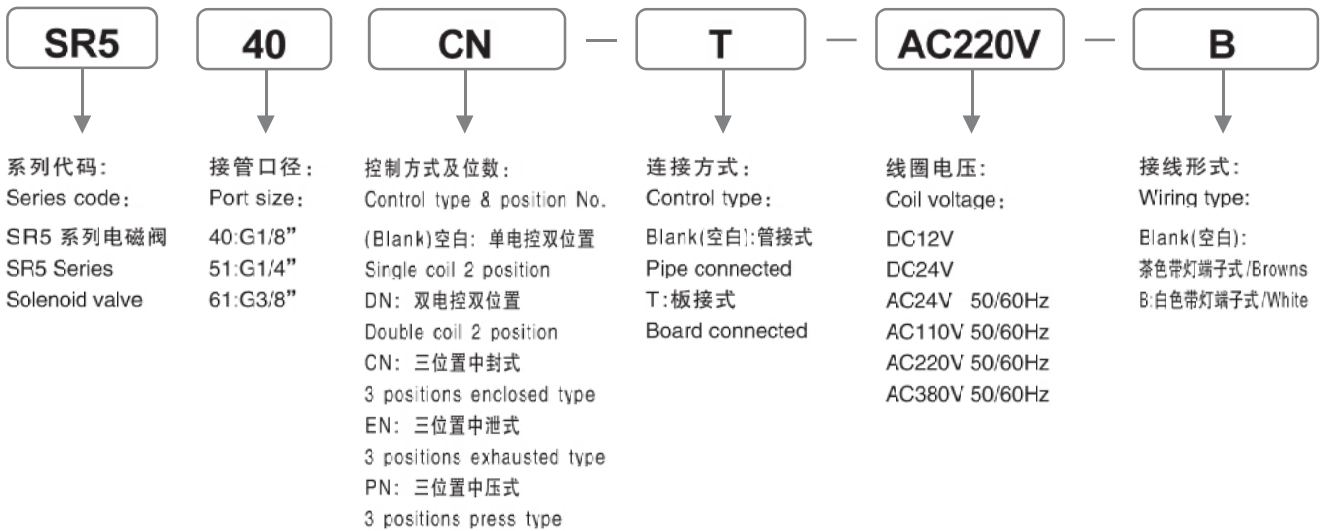 SR5 40 CN — T — AC220V — B
系列代码:
Series code:
SR5 系列电磁阀
SR5 Series
Solenoid valve
接管口径:
Port size:
40:G1/8”
51:G1/4”
61:G3/8”
控制方式及位数:
Control type & position No.
(Blank)空白: 单电控双位置
Single coil 2 position
DN: 双电控双位置
Double coil 2 position
CN: 三位置中封式
3 positions enclosed type
EN: 三位置中泄式
3 positions exhausted type
PN: 三位置中压式
3 positions press type
连接方式:
Control type:
Blank(空白):管接式
Pipe connected
T:板接式
Board connected
线圈电压:
Coil voltage:
DC12V
DC24V
AC24V 50/60Hz
AC110V 50/60Hz
AC220V 50/60Hz
AC380V 50/60Hz
接线形式:
Wiring type:
Blank(空白):
茶色带灯端子式/Browns
B:白色带灯端子式/White